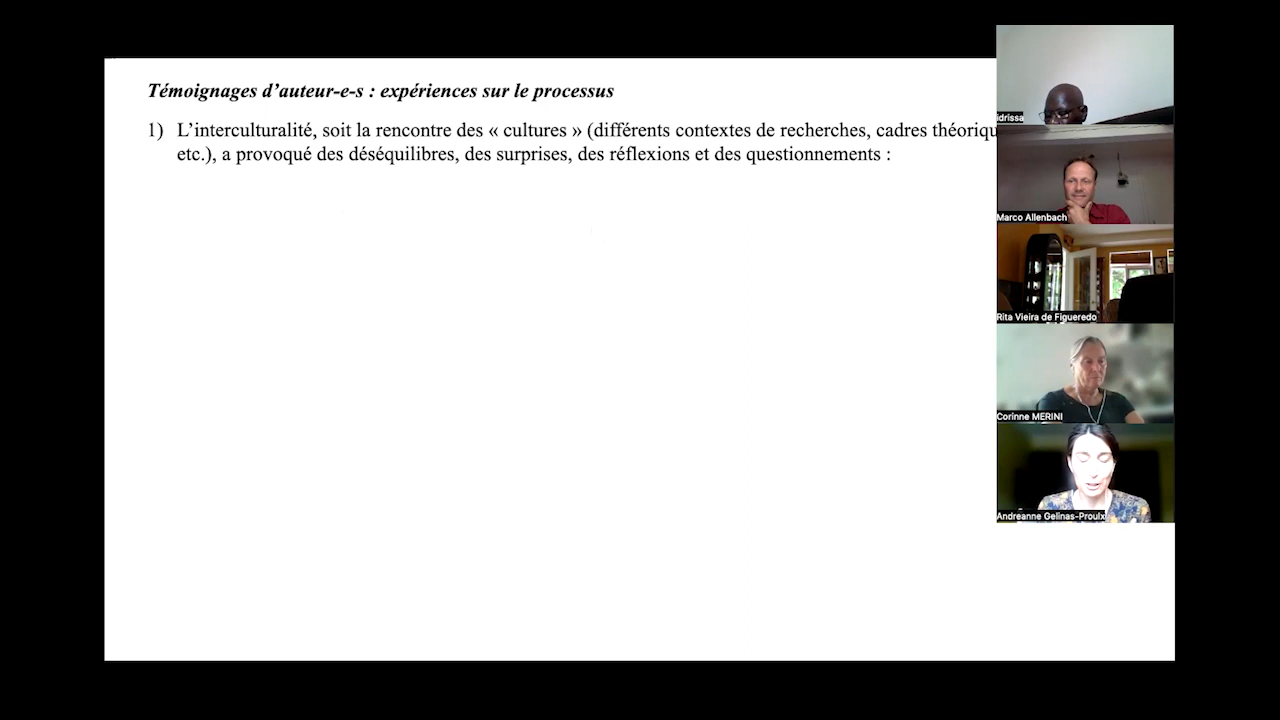 Témoignages d’auteur-e-s : expériences sur le processus
1) L’interculturalité, soit la rencontre des « cultures » (différents contextes de recherches, cadres théoriqu
etc.), a provoqué des déséquilibres, des surprises, des réflexions et des questionnements :
idrissa
Marco Allenbach
Rita Vieira de Figueredo
Corinne MERINI
Andreanne Gelinas-Proulx